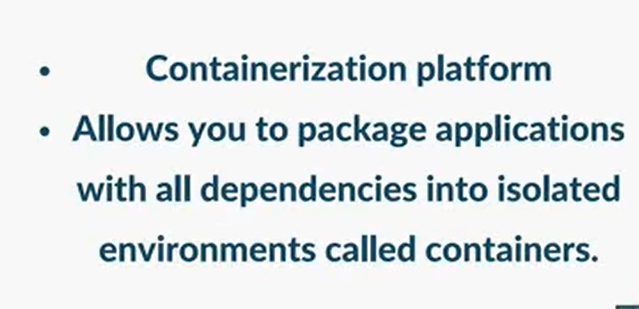 • Containerization platform
• Allows you to package applications
with all dependencies into isolated
environments called containers.